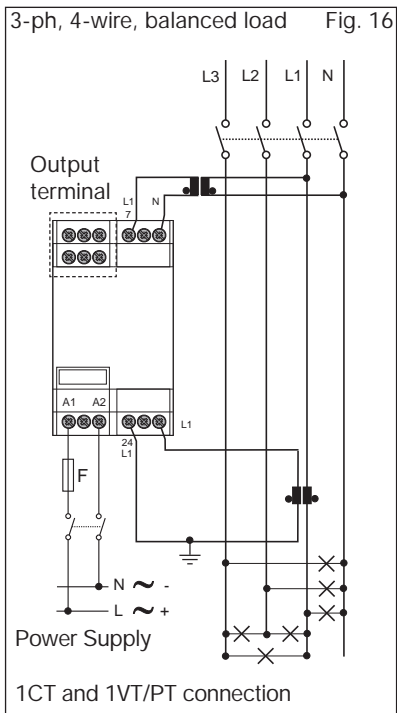 3-ph, 4-wire, balanced load Fig. 16
L3 L2 L1 N
Output
terminal
L1 N
7
A1 A2
L1
24
L1
F
N ~ -
L ~ +
Power Supply
1CT and 1VT/PT connection